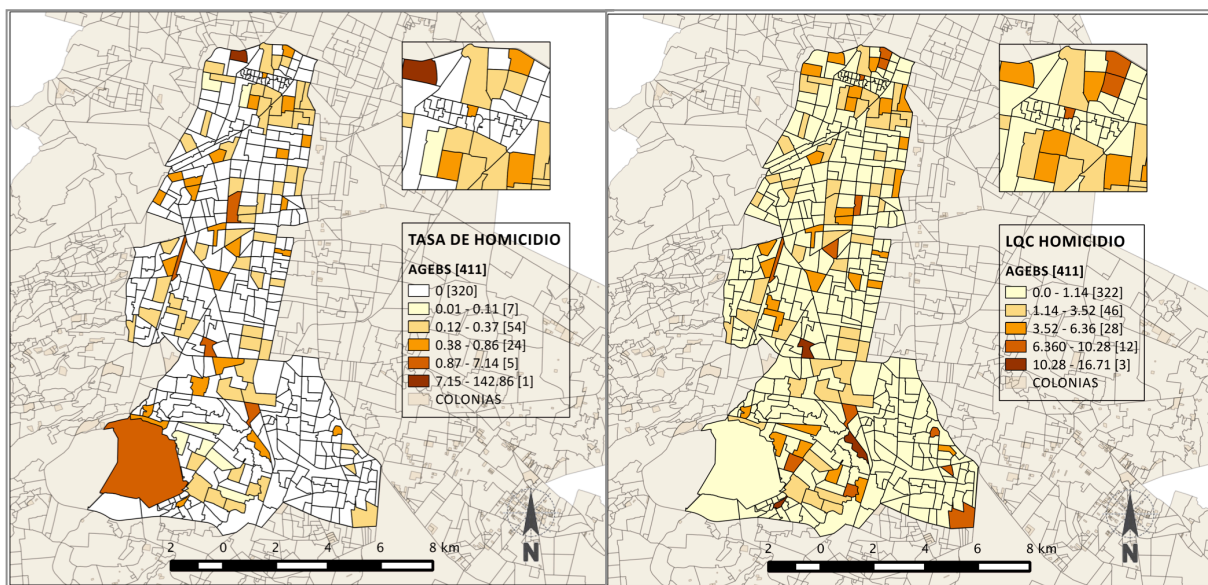 TASA DE HOMICIDIO
AGEBS [411]
0 [320]
0.01 - 0.11 [7]
0.12 - 0.37 [54]
0.38 - 0.86 [24]
0.87 - 7.14 [5]
7.15 - 142.86 [1]
COLONIAS
N
2 0 2 4 6 8 km
LQC HOMICIDIO
AGEBS [411]
0.0 - 1.14 [322]
1.14 - 3.52 [46]
3.52 - 6.36 [28]
6.360 - 10.28 [12]
10.28 - 16.71 [3]
COLONIAS
N
2 0 2 4 6 8 km